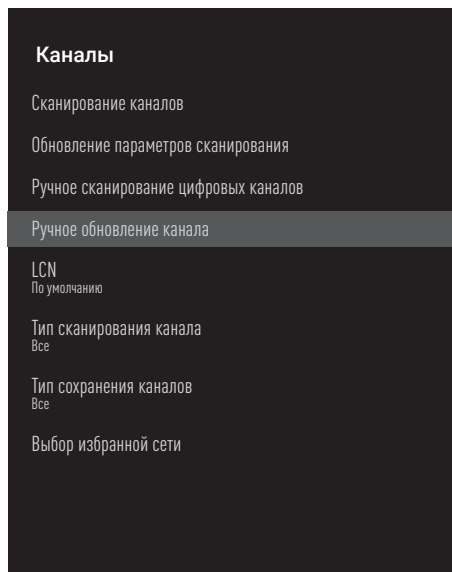 Каналы
Сканирование каналов
Обновление параметров сканирования
Ручное сканирование цифровых каналов
Ручное обновление канала
LCN
По умолчанию
Тип сканирования канала
Все
Тип сохранения каналов
Все
Выбор избранной сети